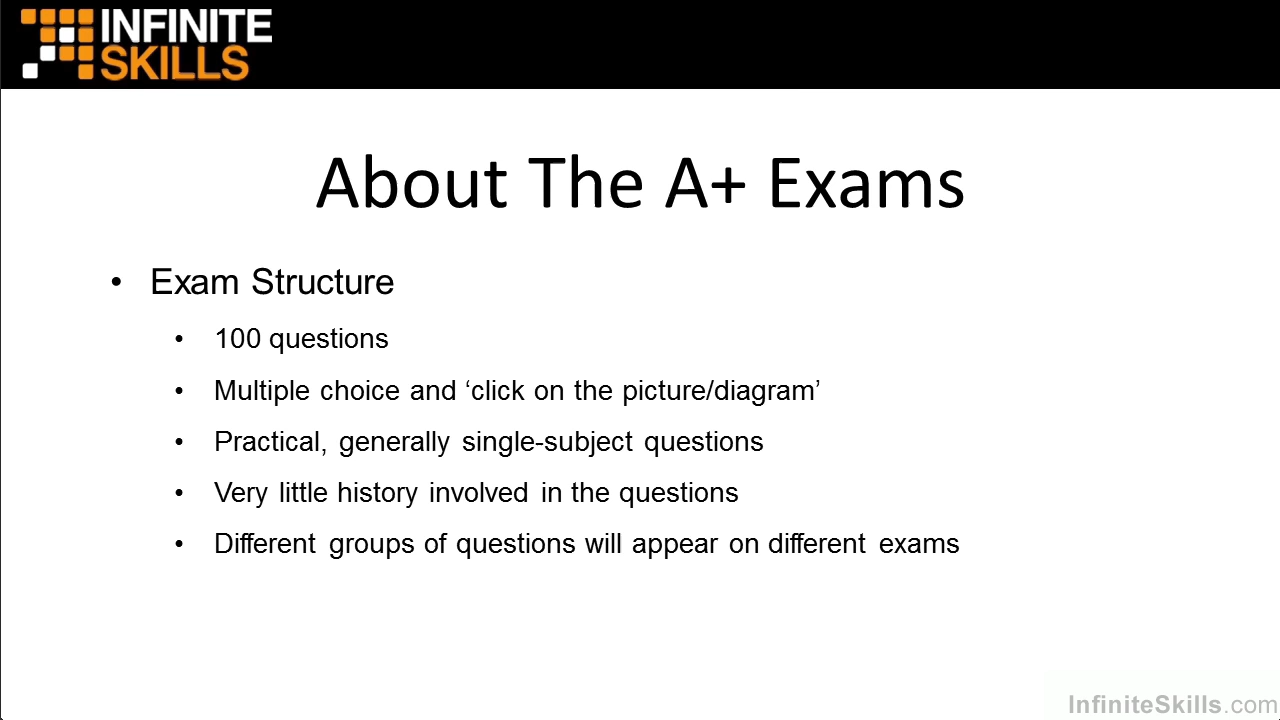 INFINITE
SKILLS
About The A+ Exams
• Exam Structure
• 100 questions
• Multiple choice and ‘click on the picture/diagram’
• Practical, generally single-subject questions
• Very little history involved in the questions
• Different groups of questions will appear on different exams
InfiniteSkills.com